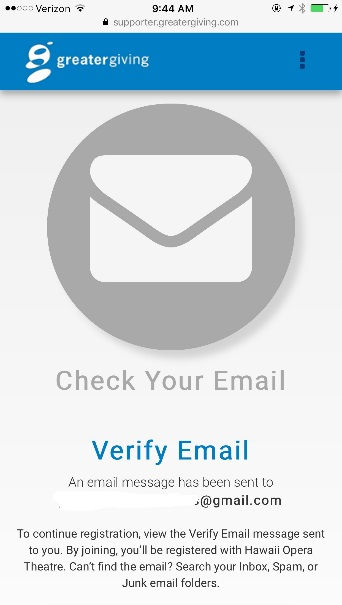 Verizon 9:44 AM
supporter.greatergiving.com
greatergiving
Check Your Email
Verify Email
An email message has been sent to
@gmail.com
To continue registration, view the Verify Email message sent
to you. By joining, you'll be registered with Hawaii Opera
Theatre. Can't find the email? Search your Inbox, Spam, or
Junk email folders.